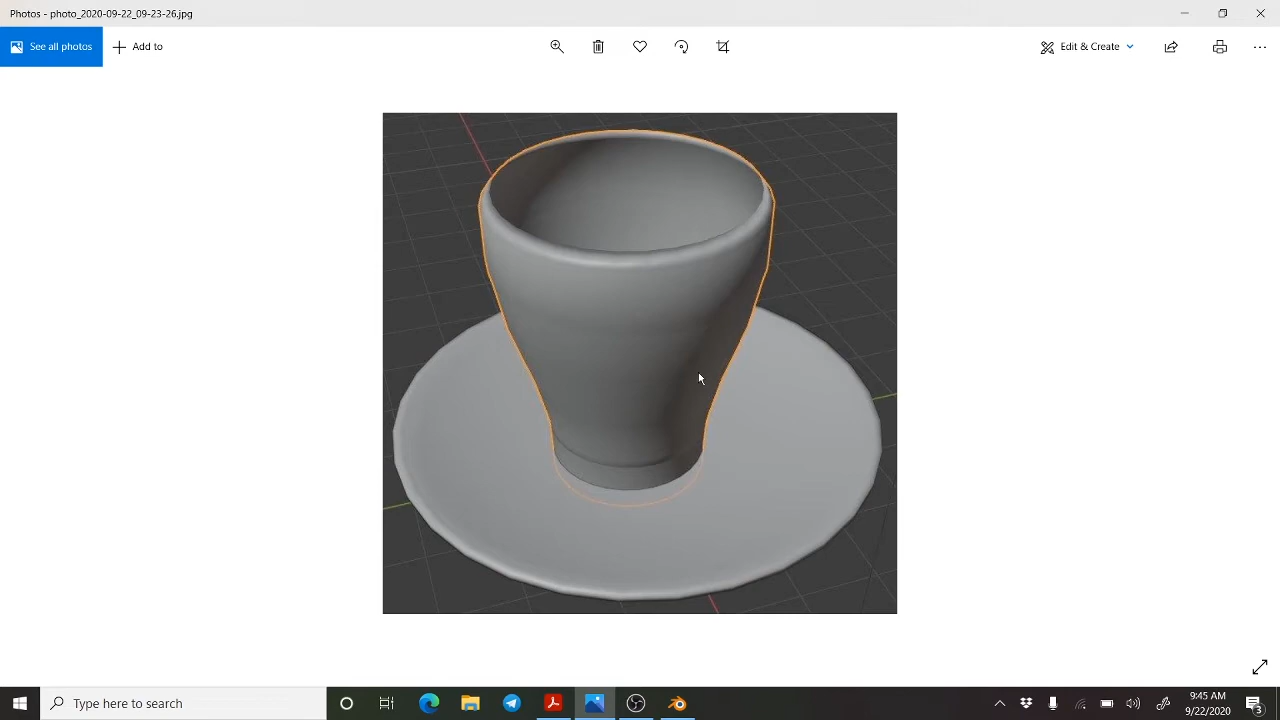 Photos - photo_2020-09-22_09-23-26.jpg
See all photos
Add to
Edit & Create
Type here to search
9:45 AM
9/22/2020
3